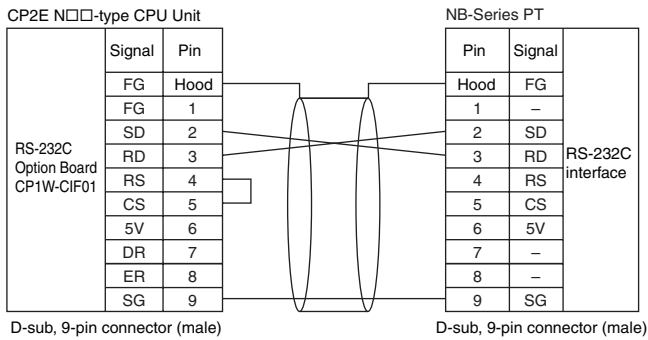 CP2E N□□-type CPU Unit
NB-Series PT
Signal Pin
Pin Signal
FG Hood
Hood FG
FG 1
1 –
SD 2
2 SD
RD 3
3 RD
RS 4
4 RS
CS 5
5 CS
5V 6
6 5V
DR 7
7 –
ER 8
8 –
SG 9
9 SG
RS-232C
Option Board
CP1W-CIF01
RS-232C
interface
D-sub, 9-pin connector (male)
D-sub, 9-pin connector (male)